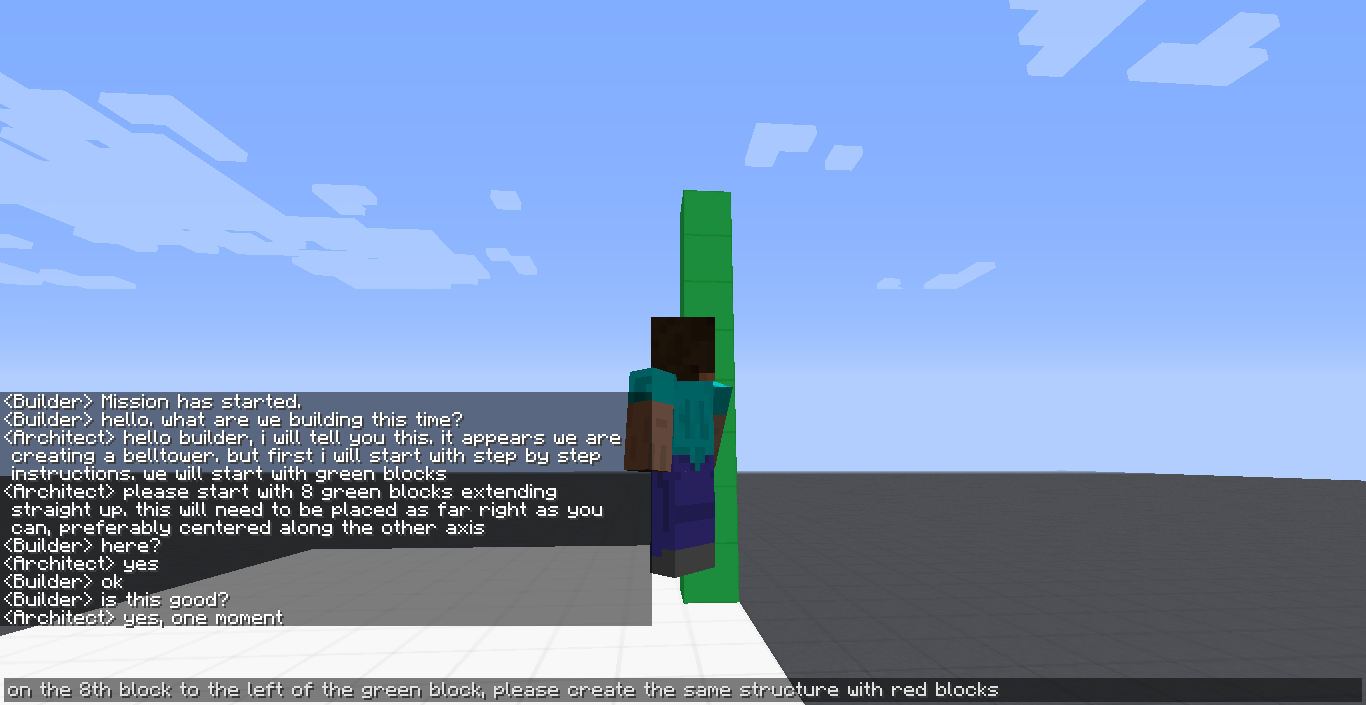 <Builder> Mission has started.
<Builder> hello. what are we building this time?
<Architect> hello builder, i will tell you this. it appears we are
creating a belltower. but first i will start with step by step
instructions. we will start with green blocks
<Architect> please start with 8 green blocks extending
straight up. this will need to be placed as far right as you
can, preferably centered along the other axis
<Builder> here?
<Architect> yes
<Builder> ok
<Builder> is this good?
<Architect> yes, one moment
on the 8th block to the left of the green block, please create the same structure with red blocks